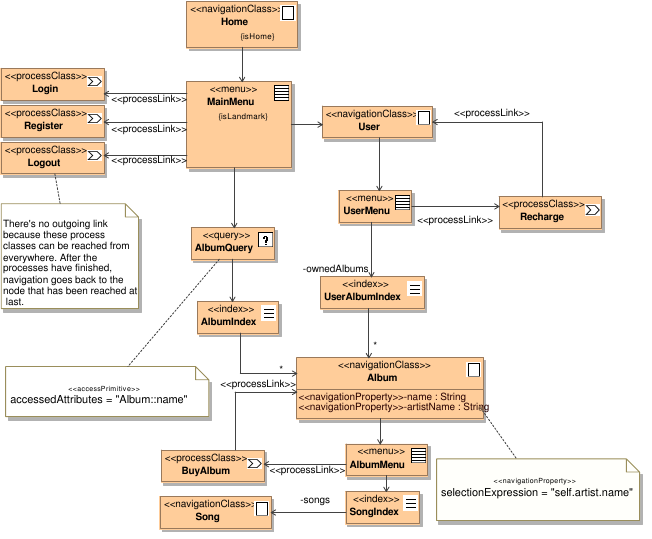 <<navigationClass>>
Home
{isHome}
<<processClass>>
Login
<<processLink>>
<<menu>>
MainMenu
{isLandmark}
<<processClass>>
Register
<<processLink>>
<<processClass>>
Logout
<<processLink>>
<<navigationClass>>
User
<<processLink>>
<<menu>>
UserMenu
<<processLink>>
<<processClass>>
Recharge
There's no outgoing link
because these process
classes can be reached from
everywhere. After the
processes have finished,
navigation goes back to the
node that has been reached at
last.
<<query>>
AlbumQuery
?
-ownedAlbums
<<index>>
UserAlbumIndex
<<index>>
AlbumIndex
*
*
<<accessPrimitive>>
accessedAttributes = "Album::name"
<<processLink>>
<<navigationClass>>
Album
<<navigationProperty>>-name : String
<<navigationProperty>>-artistName : String
<<processClass>>
BuyAlbum
<<processLink>>
<<menu>>
AlbumMenu
<<navigationProperty>>
selectionExpression = "self.artist.name"
<<navigationClass>>
Song
-songs
<<index>>
SongIndex